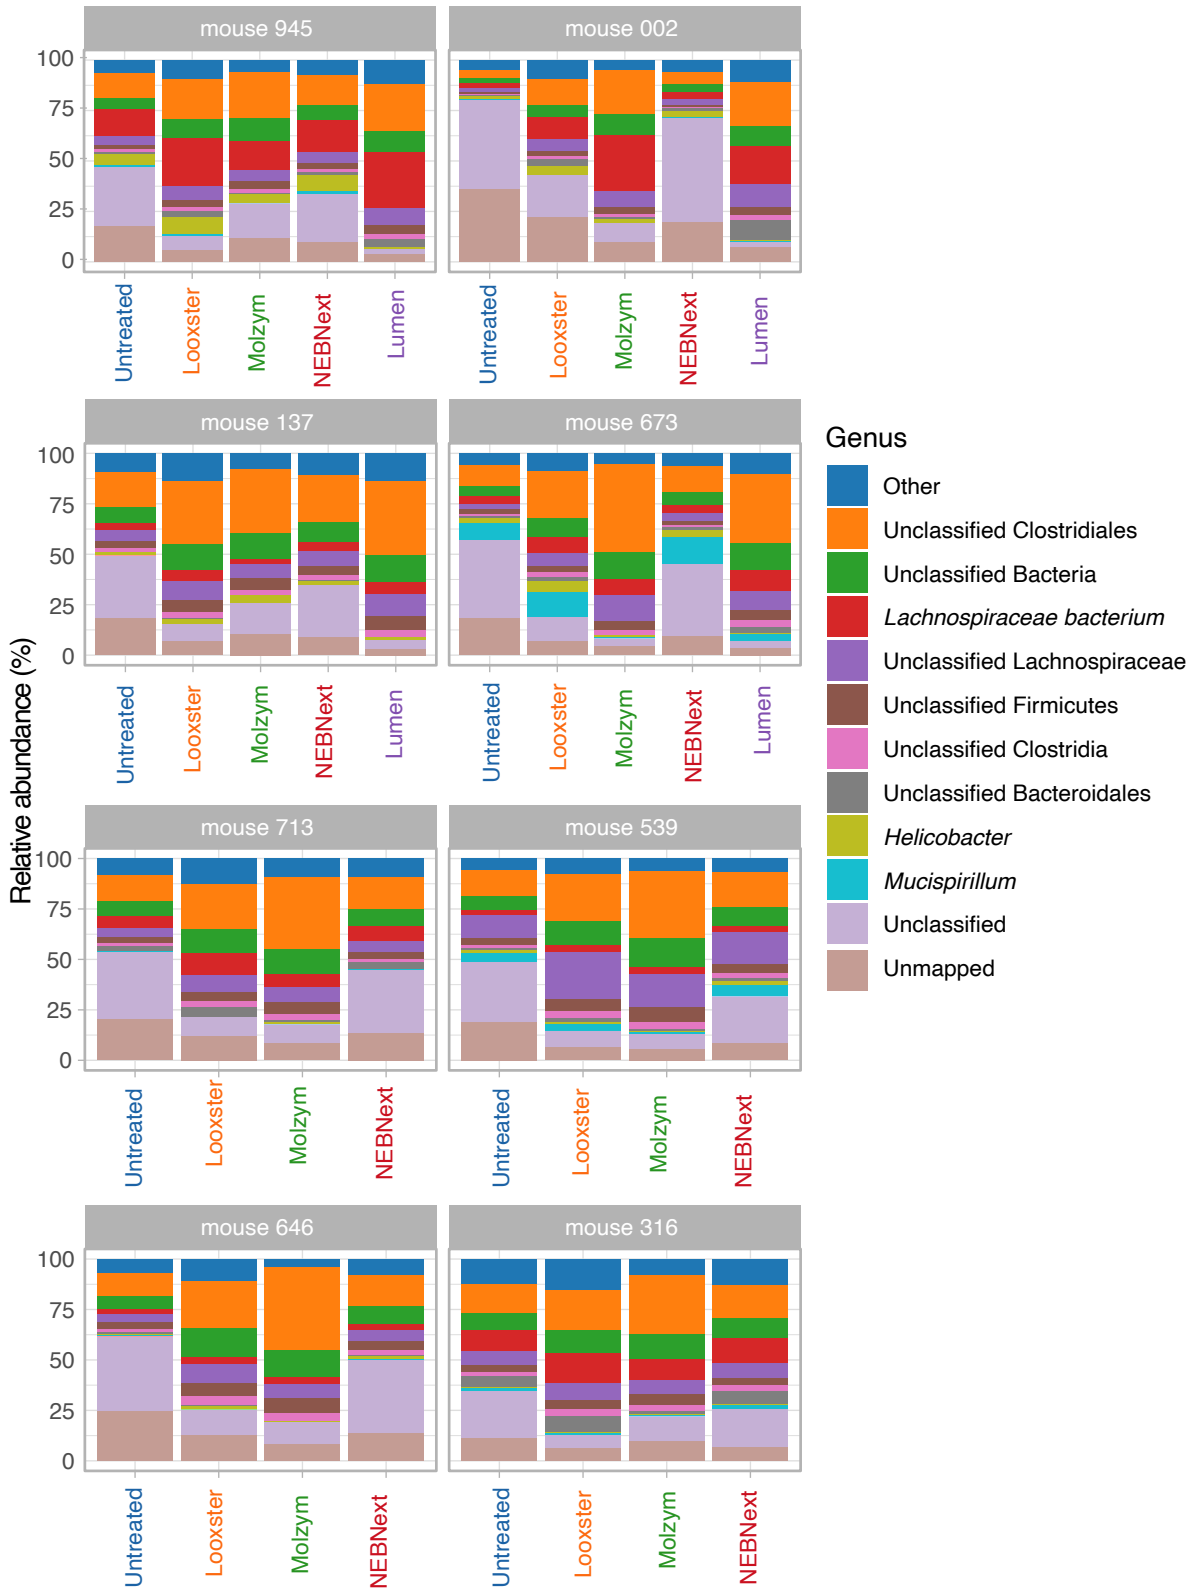 mouse 945
mouse 002
100
75
50
25
0
Untreated
Looxster
Molzym
NEBNext
Lumen
Untreated
Looxster
Molzym
NEBNext
Lumen
mouse 137
mouse 673
100
75
50
25
0
Untreated
Looxster
Molzym
NEBNext
Lumen
Untreated
Looxster
Molzym
NEBNext
Lumen
Relative abundance (%)
mouse 713
mouse 539
100
75
50
25
0
Untreated
Looxster
Molzym
NEBNext
Untreated
Looxster
Molzym
NEBNext
mouse 646
mouse 316
100
75
50
25
0
Untreated
Looxster
Molzym
NEBNext
Untreated
Looxster
Molzym
NEBNext
Genus
Other
Unclassified Clostridiales
Unclassified Bacteria
Lachnospiraceae bacterium
Unclassified Lachnospiraceae
Unclassified Firmicutes
Unclassified Clostridia
Unclassified Bacteroidales
Helicobacter
Mucispirillum
Unclassified
Unmapped